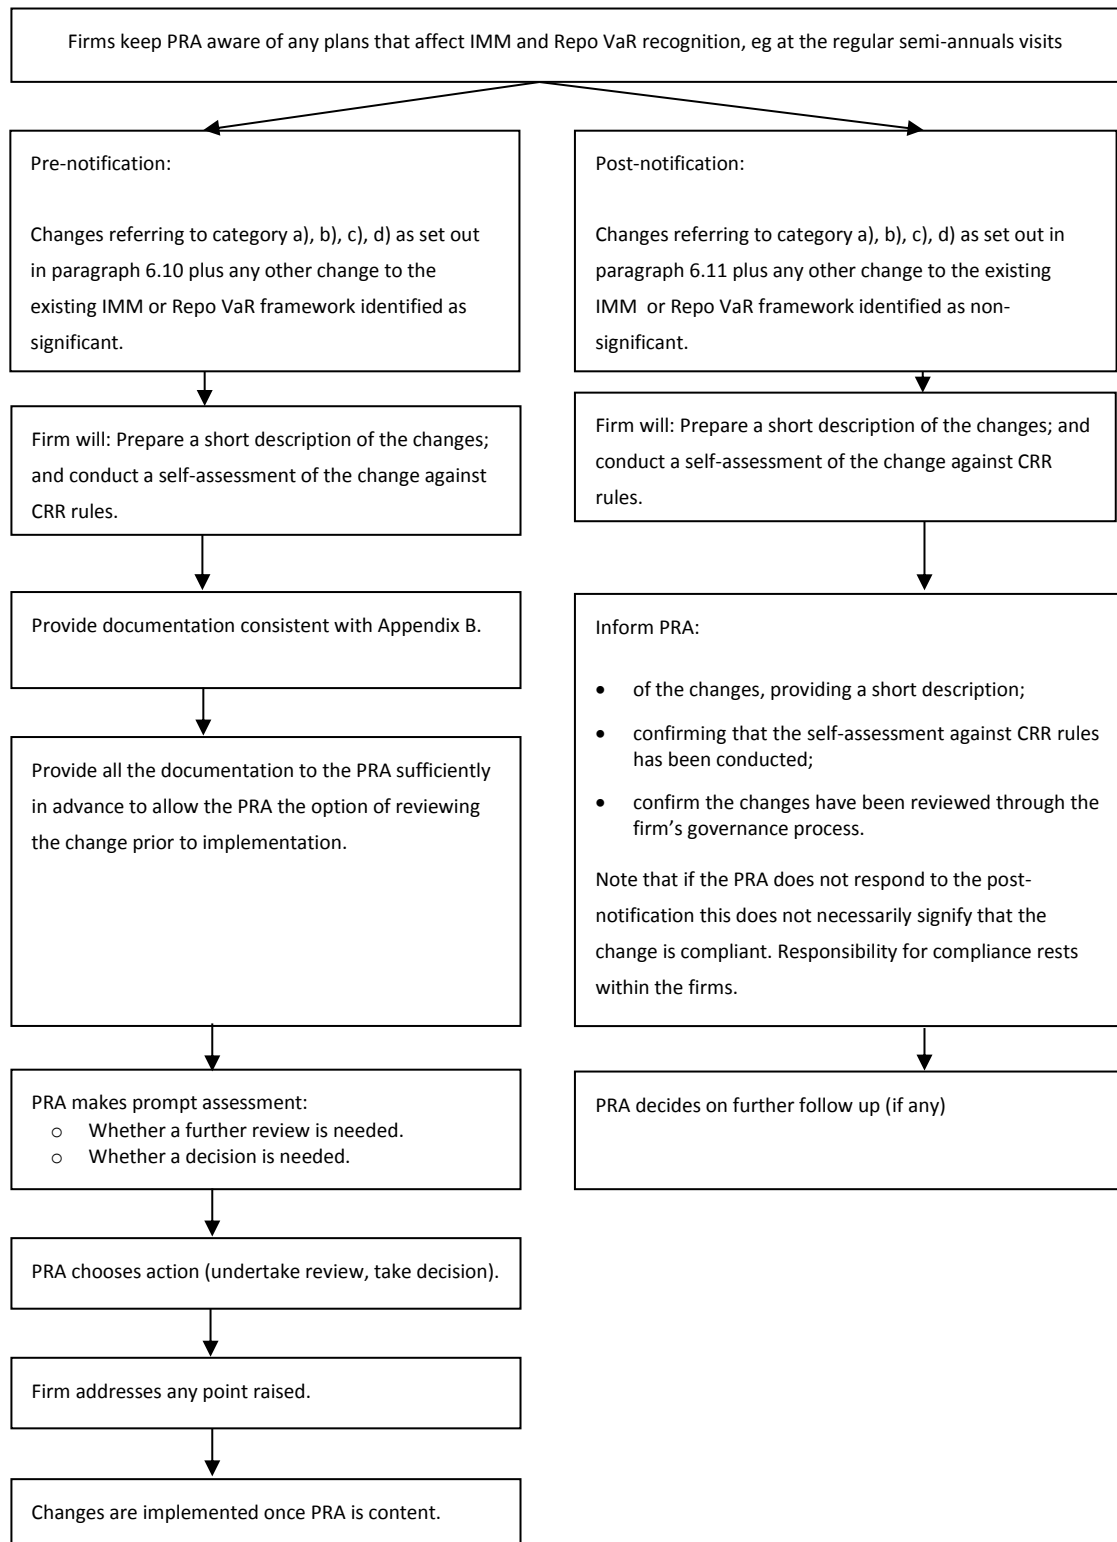 Firms keep PRA aware of any plans that affect IMM and Repo VaR recognition, eg at the regular semi-annuals visits
Pre-notification:
Changes referring to category a), b), c), d) as set out
in paragraph 6.10 plus any other change to the
existing IMM or Repo VaR framework identified as
significant.
Firm will: Prepare a short description of the changes;
and conduct a self-assessment of the change against
CRR rules.
Provide documentation consistent with Appendix B.
Provide all the documentation to the PRA sufficiently
in advance to allow the PRA the option of reviewing
the change prior to implementation.
PRA makes prompt assessment:
o Whether a further review is needed.
o Whether a decision is needed.
PRA chooses action (undertake review, take decision).
Firm addresses any point raised.
Changes are implemented once PRA is content.
Post-notification:
Changes referring to category a), b), c), d) as set out in
paragraph 6.11 plus any other change to the existing
IMM or Repo VaR framework identified as non-
significant.
Firm will: Prepare a short description of the changes; and
conduct a self-assessment of the change against CRR
rules.
Inform PRA:
• of the changes, providing a short description;
• confirming that the self-assessment against CRR rules
has been conducted;
• confirm the changes have been reviewed through the
firm’s governance process.
Note that if the PRA does not respond to the post-
notification this does not necessarily signify that the
change is compliant. Responsibility for compliance rests
within the firms.
PRA decides on further follow up (if any)